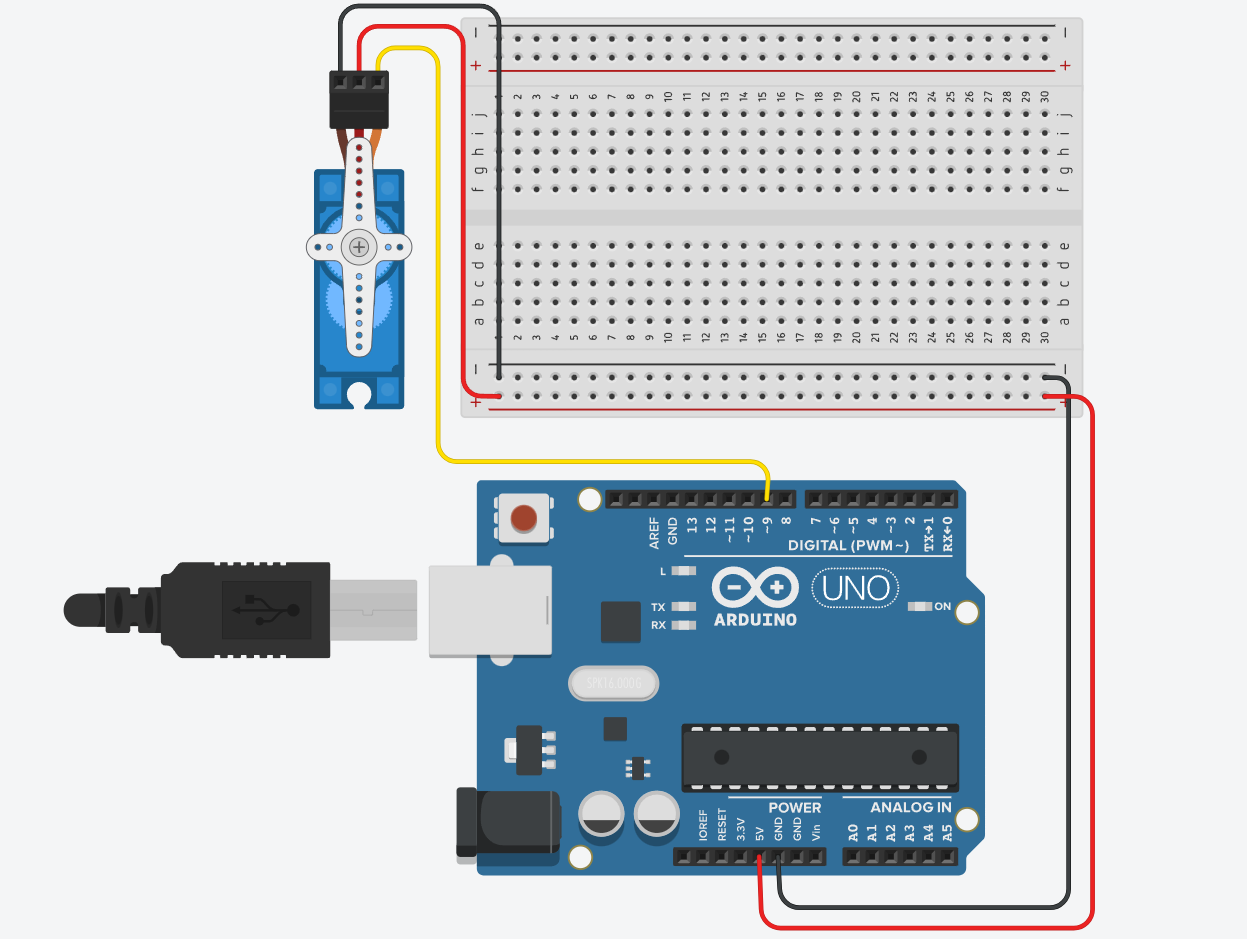 − −
+ +
1 2 3 4 5 6 7 8 9 10 11 12 13 14 15 16 17 18 19 20 21 22 23 24 25 26 27 28 29 30
j j
i i
h h
g g
f f
e e
d d
c c
b b
a a
1 2 3 4 5 6 7 8 9 10 11 12 13 14 15 16 17 18 19 20 21 22 23 24 25 26 27 28 29 30
− −
+ +
AREF GND 13 12 ~11 ~10 ~9 8 7 ~6 ~5 4 ~3 2 TX→1 RX←0
DIGITAL (PWM ~)
L
− +
UNO
TX
ON
RX
ARDUINO
SPK16.000G
POWER ANALOG IN
IOREF RESET 3.3V 5V GND GND Vin A0 A1 A2 A3 A4 A5